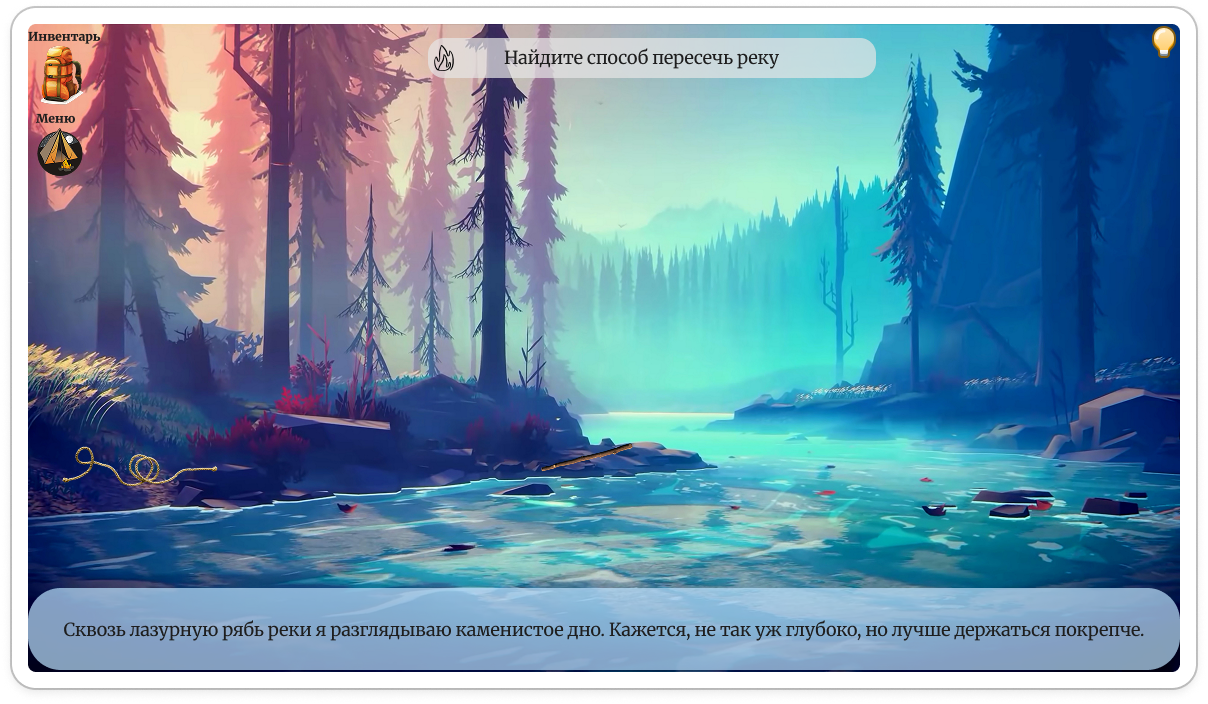 Инвентарь
Найдите способ пересечь реку
Меню
Сквозь лазурную рябь реки я разглядываю каменистое дно. Кажется, не так уж глубоко, но лучше держаться покрепче.